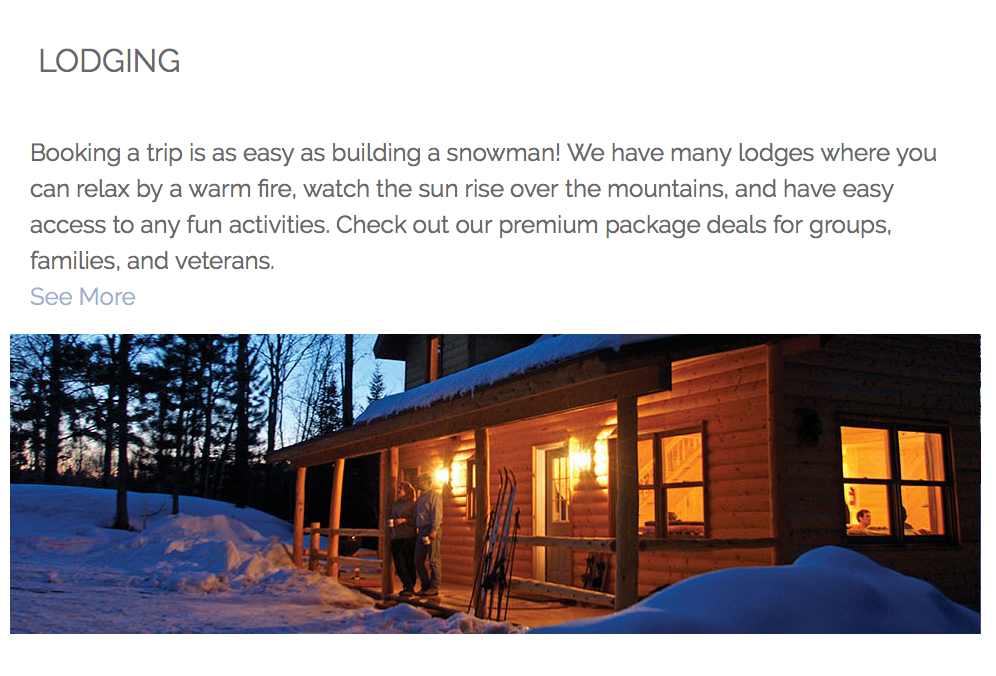 LODGING
Booking a trip is as easy as building a snowman! We have many lodges where you
can relax by a warm fire, watch the sun rise over the mountains, and have easy
access to any fun activities. Check out our premium package deals for groups,
families, and veterans.
See More